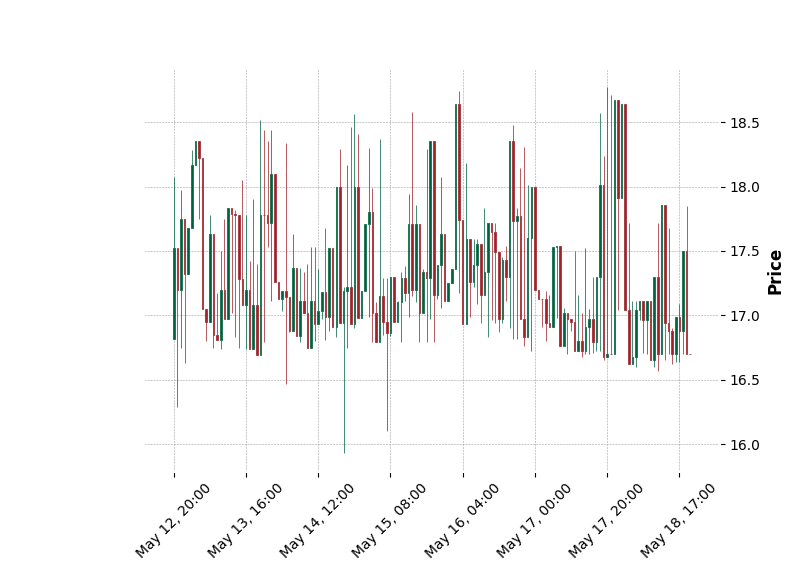 18.5
18.0
17.5
17.0
16.5
16.0
Price
May 12, 20:00
May 13, 16:00
May 14, 12:00
May 15, 08:00
May 16, 04:00
May 17, 00:00
May 17, 20:00
May 18, 17:00